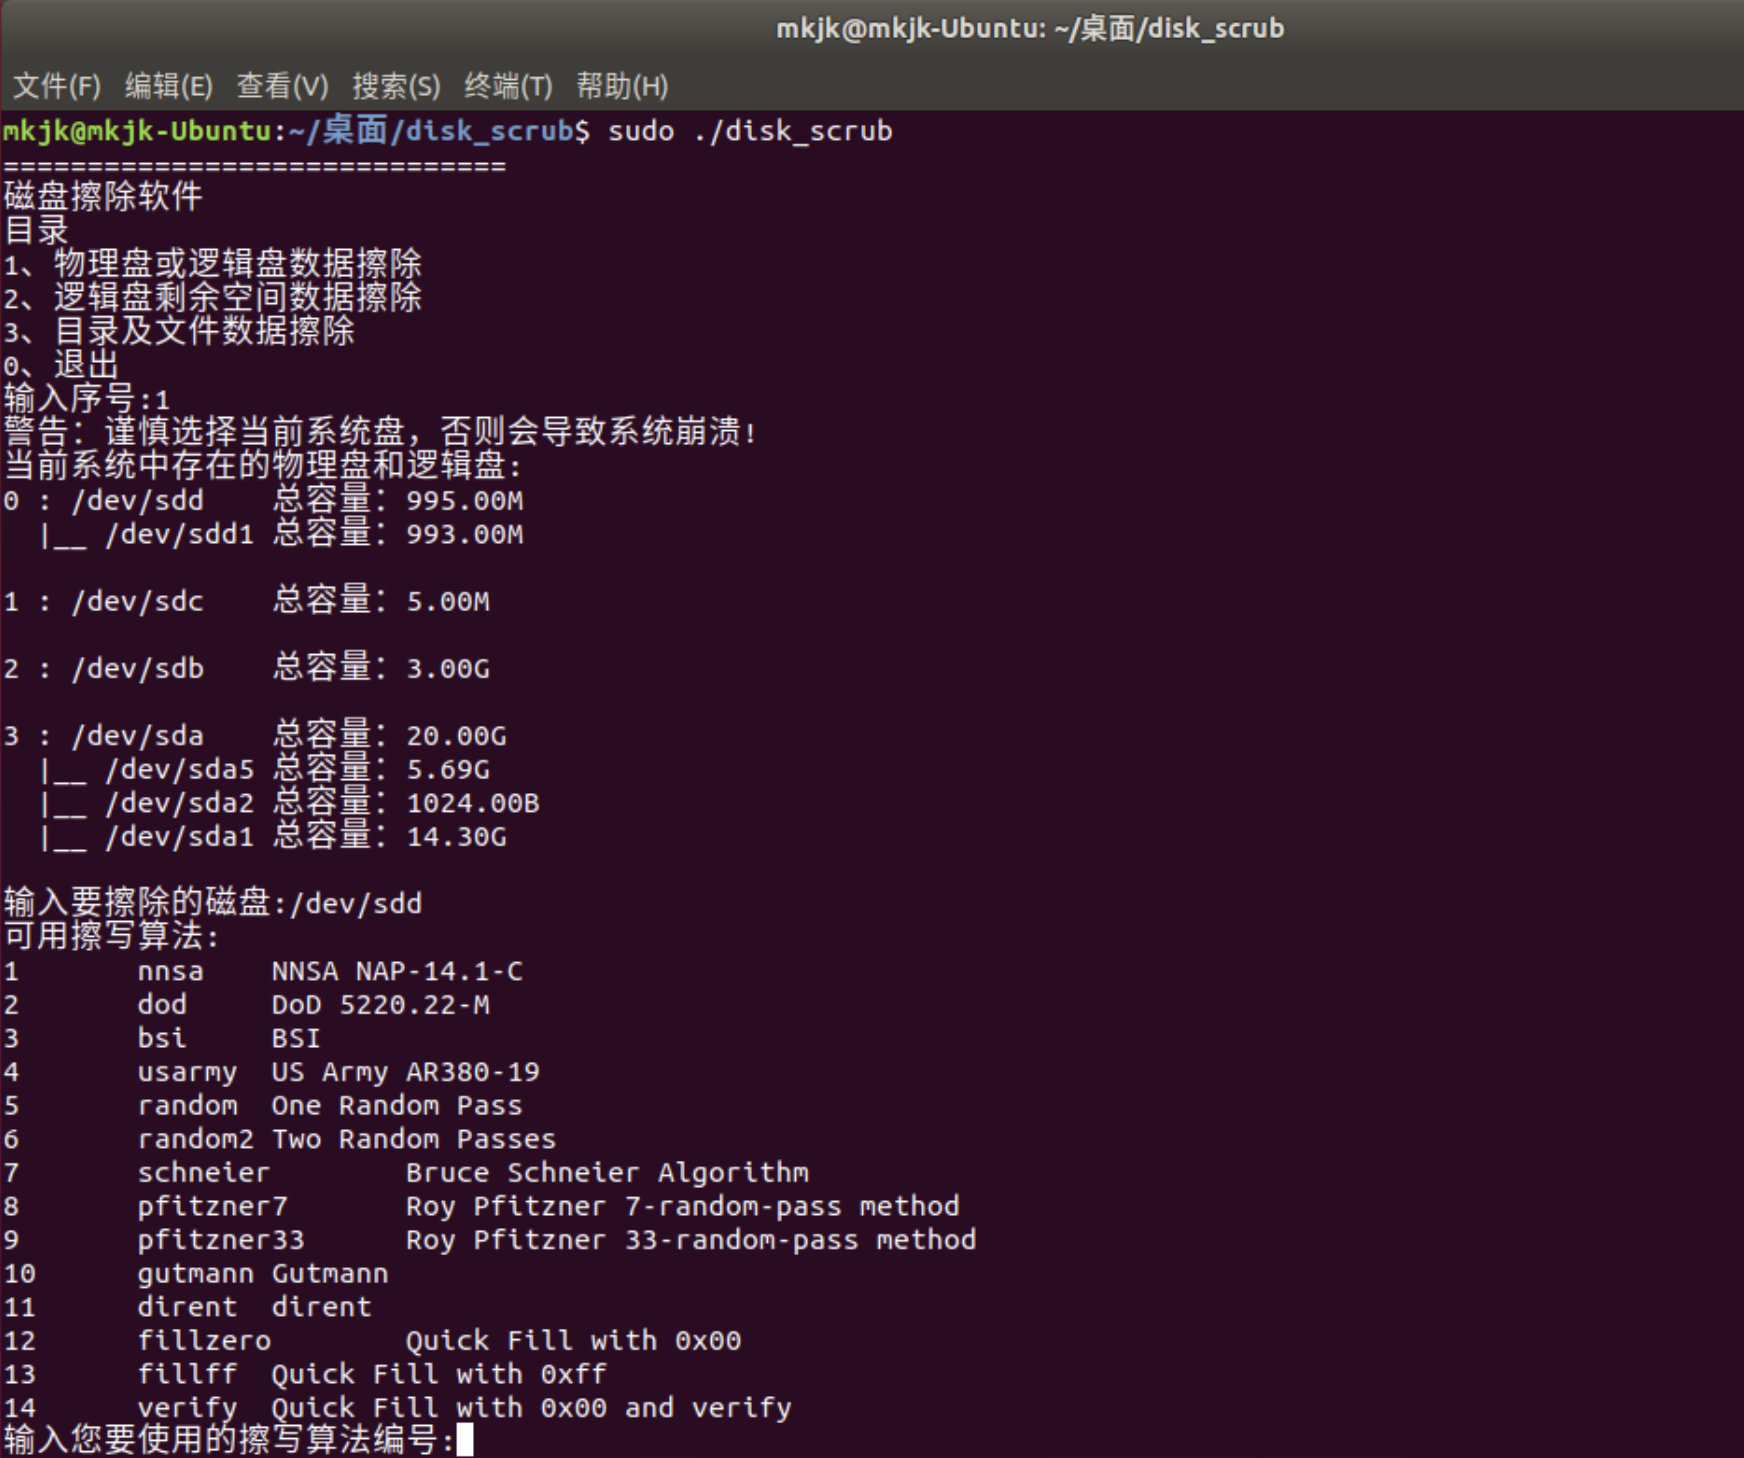 mkjk@mkjk-Ubuntu: ~/桌面/disk_scrub
文件(F) 编辑(E) 查看(V) 搜索(S) 终端(T) 帮助(H)
mkjk@mkjk-Ubuntu:~/桌面/disk_scrub$ sudo ./disk_scrub
==============================
磁盘擦除软件
目录
1、物理盘或逻辑盘数据擦除
2、逻辑盘剩余空间数据擦除
3、目录及文件数据擦除
0、退出
输入序号:1
警告：谨慎选择当前系统盘，否则会导致系统崩溃!
当前系统中存在的物理盘和逻辑盘:
0 : /dev/sdd    总容量：995.00M
  |__ /dev/sdd1 总容量：993.00M
1 : /dev/sdc    总容量：5.00M
2 : /dev/sdb    总容量：3.00G
3 : /dev/sda    总容量：20.00G
  |__ /dev/sda5 总容量：5.69G
  |__ /dev/sda2 总容量：1024.00B
  |__ /dev/sda1 总容量：14.30G
输入要擦除的磁盘:/dev/sdd
可用擦写算法:
1       nnsa    NNSA NAP-14.1-C
2       dod     DoD 5220.22-M
3       bsi     BSI
4       usarmy  US Army AR380-19
5       random  One Random Pass
6       random2 Two Random Passes
7       schneier        Bruce Schneier Algorithm
8       pfitzner7       Roy Pfitzner 7-random-pass method
9       pfitzner33      Roy Pfitzner 33-random-pass method
10      gutmann Gutmann
11      dirent  dirent
12      fillzero        Quick Fill with 0x00
13      fillff  Quick Fill with 0xff
14      verify  Quick Fill with 0x00 and verify
输入您要使用的擦写算法编号: